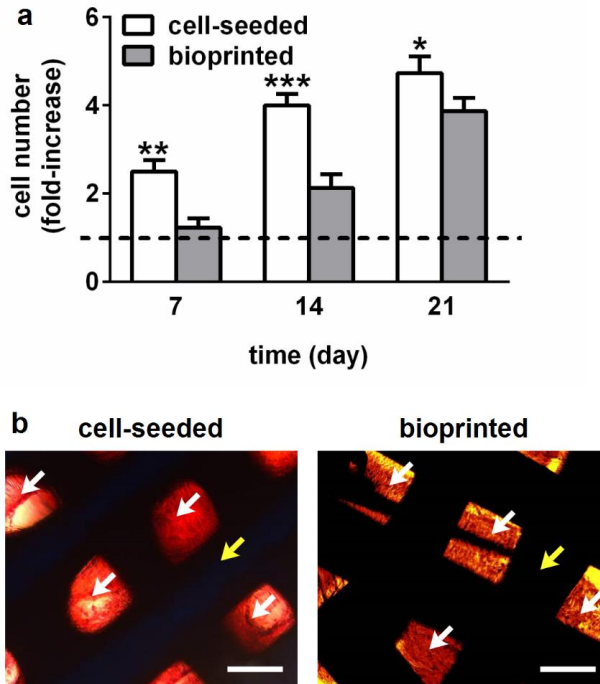 a
6
4
2
0
cell number
(fold-increase)
cell-seeded
bioprinted
**
***
*
7
14
21
time (day)
b
cell-seeded
bioprinted